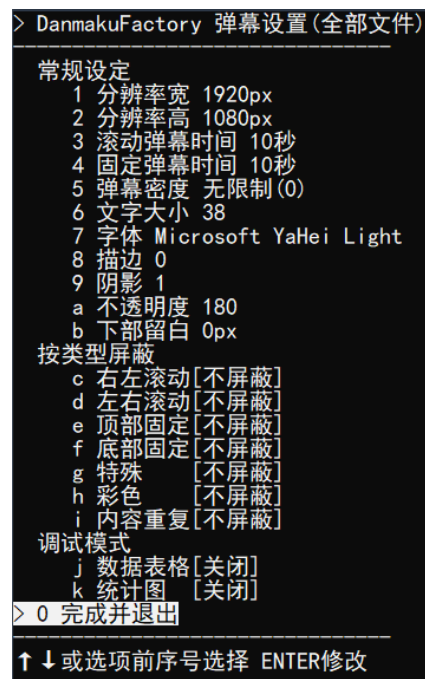 > DanmakuFactory 弹幕设置(全部文件)
--------------------------------
常规设定
1 分辨率宽 1920px
2 分辨率高 1080px
3 滚动弹幕时间 10秒
4 固定弹幕时间 10秒
5 弹幕密度 无限制(0)
6 文字大小 38
7 字体 Microsoft YaHei Light
8 描边 0
9 阴影 1
a 不透明度 180
b 下部留白 0px
按类型屏蔽
c 右左滚动[不屏蔽]
d 左右滚动[不屏蔽]
e 顶部固定[不屏蔽]
f 底部固定[不屏蔽]
g 特殊    [不屏蔽]
h 彩色    [不屏蔽]
i 内容重复[不屏蔽]
调试模式
j 数据表格[关闭]
k 统计图  [关闭]
> 0 完成并退出
--------------------------------
↑↓或选项前序号选择 ENTER修改